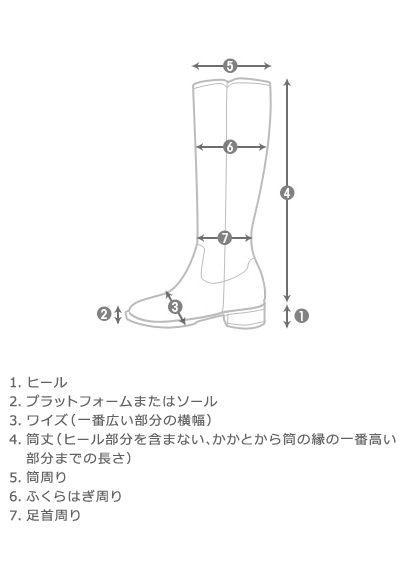 5
6
4
7
3
2
1
1. ヒール
2. プラットフォームまたはソール
3. ワイズ(一番広い部分の横幅)
4. 筒丈(ヒール部分を含まない、かかとから筒の縁の一番高い
部分までの長さ)
5. 筒周り
6. ふくらはぎ周り
7. 足首周り